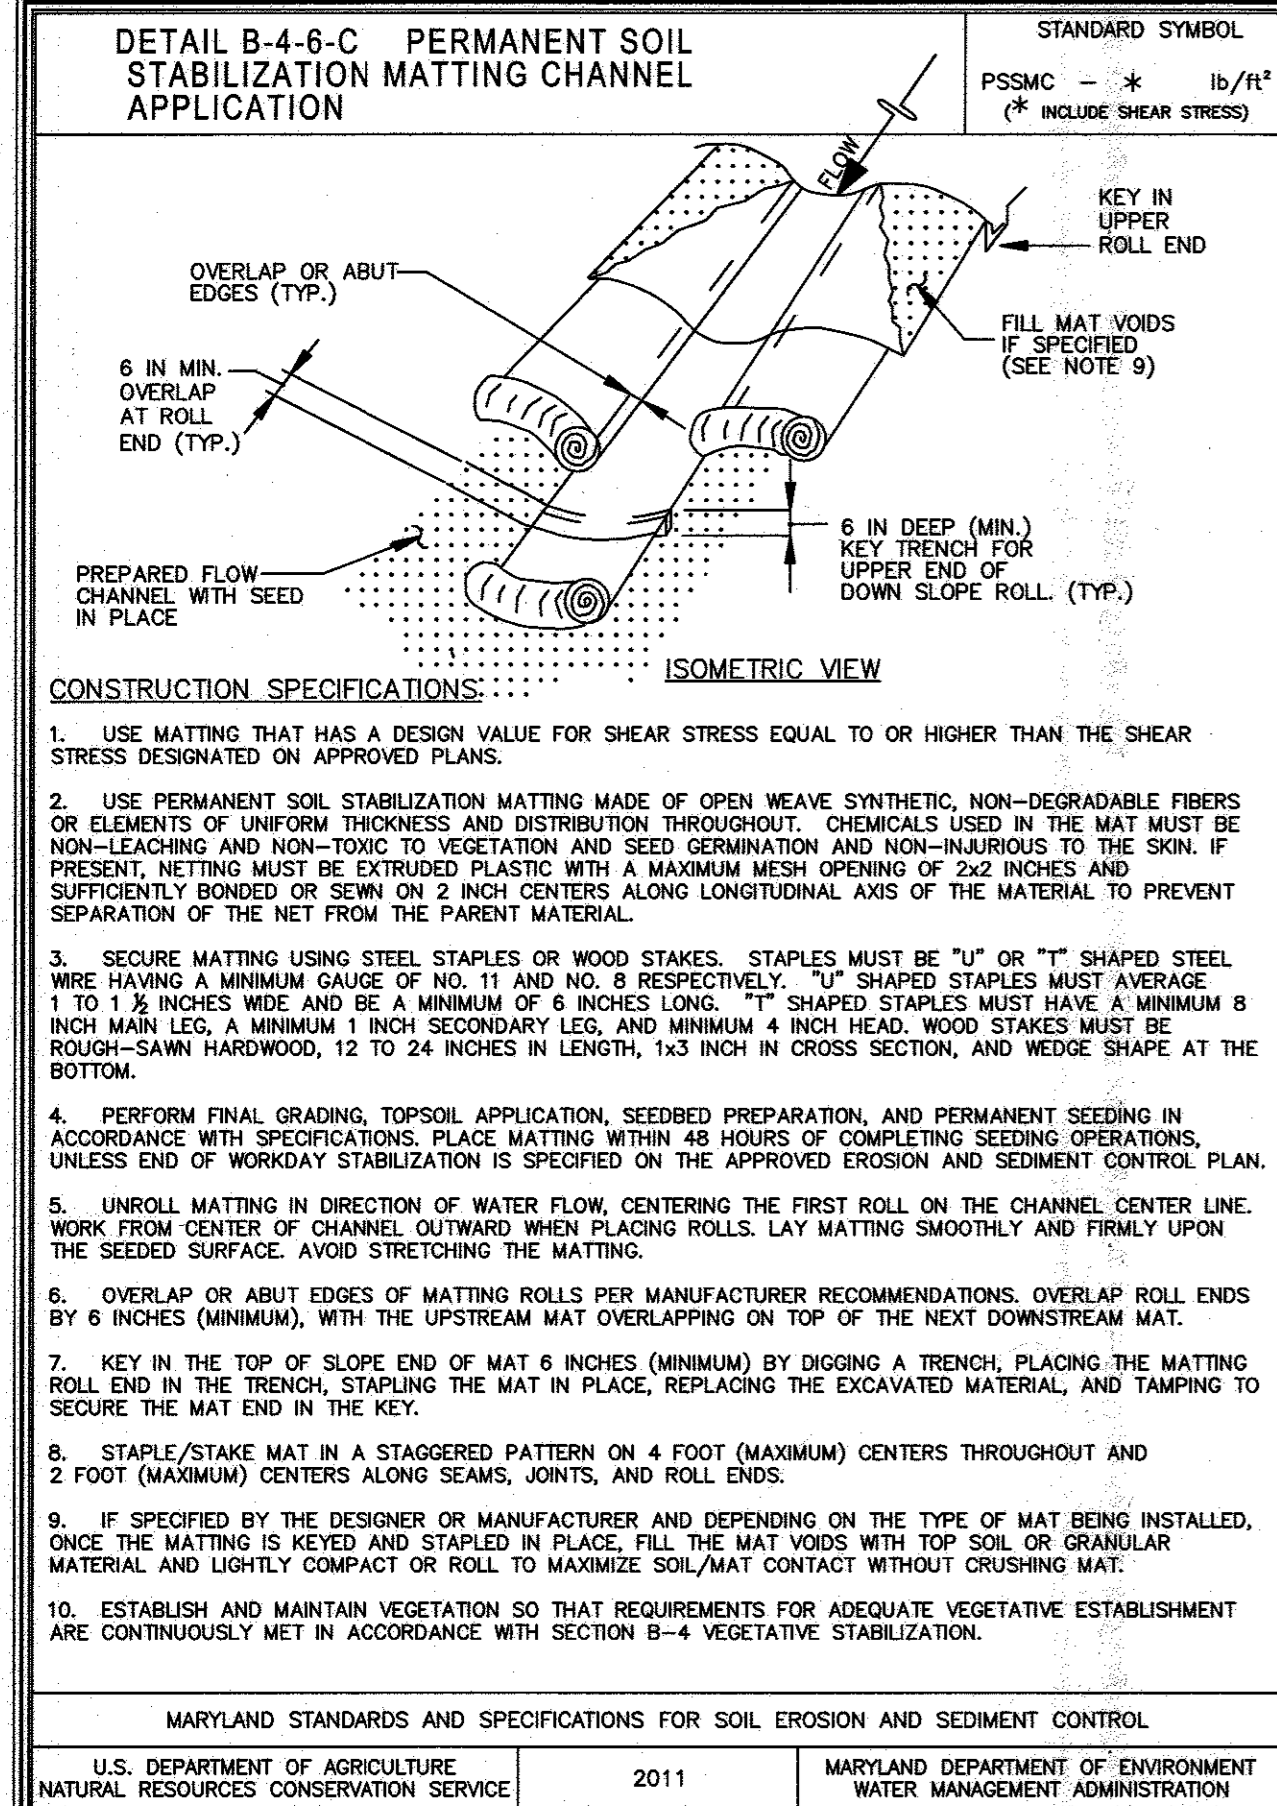 DETAIL B-4-6-C PERMANENT SOIL
STABILIZATION MATTING CHANNEL
APPLICATION
STANDARD SYMBOL
PSSMC - * lb/ft²
(* INCLUDE SHEAR STRESS)
FLOW
KEY IN
UPPER
ROLL END
OVERLAP OR ABUT
EDGES (TYP.)
FILL MAT VOIDS
IF SPECIFIED
(SEE NOTE 9)
6 IN MIN.
OVERLAP
AT ROLL
END (TYP.)
6 IN DEEP (MIN.)
KEY TRENCH FOR
UPPER END OF
DOWN SLOPE ROLL. (TYP.)
PREPARED FLOW
CHANNEL WITH SEED
IN PLACE
ISOMETRIC VIEW
CONSTRUCTION SPECIFICATIONS:
1. USE MATTING THAT HAS A DESIGN VALUE FOR SHEAR STRESS EQUAL TO OR HIGHER THAN THE SHEAR
STRESS DESIGNATED ON APPROVED PLANS.
2. USE PERMANENT SOIL STABILIZATION MATTING MADE OF OPEN WEAVE SYNTHETIC, NON-DEGRADABLE FIBERS
OR ELEMENTS OF UNIFORM THICKNESS AND DISTRIBUTION THROUGHOUT. CHEMICALS USED IN THE MAT MUST BE
NON-LEACHING AND NON-TOXIC TO VEGETATION AND SEED GERMINATION AND NON-INJURIOUS TO THE SKIN. IF
PRESENT, NETTING MUST BE EXTRUDED PLASTIC WITH A MAXIMUM MESH OPENING OF 2x2 INCHES AND
SUFFICIENTLY BONDED OR SEWN ON 2 INCH CENTERS ALONG LONGITUDINAL AXIS OF THE MATERIAL TO PREVENT
SEPARATION OF THE NET FROM THE PARENT MATERIAL.
3. SECURE MATTING USING STEEL STAPLES OR WOOD STAKES. STAPLES MUST BE "U" OR "T" SHAPED STEEL
WIRE HAVING A MINIMUM GAUGE OF NO. 11 AND NO. 8 RESPECTIVELY. "U" SHAPED STAPLES MUST AVERAGE
1 TO 1 ½ INCHES WIDE AND BE A MINIMUM OF 6 INCHES LONG. "T" SHAPED STAPLES MUST HAVE A MINIMUM 8
INCH MAIN LEG, A MINIMUM 1 INCH SECONDARY LEG, AND MINIMUM 4 INCH HEAD. WOOD STAKES MUST BE
ROUGH-SAWN HARDWOOD, 12 TO 24 INCHES IN LENGTH, 1x3 INCH IN CROSS SECTION, AND WEDGE SHAPE AT THE
BOTTOM.
4. PERFORM FINAL GRADING, TOPSOIL APPLICATION, SEEDBED PREPARATION, AND PERMANENT SEEDING IN
ACCORDANCE WITH SPECIFICATIONS. PLACE MATTING WITHIN 48 HOURS OF COMPLETING SEEDING OPERATIONS,
UNLESS END OF WORKDAY STABILIZATION IS SPECIFIED ON THE APPROVED EROSION AND SEDIMENT CONTROL PLAN.
5. UNROLL MATTING IN DIRECTION OF WATER FLOW, CENTERING THE FIRST ROLL ON THE CHANNEL CENTER LINE.
WORK FROM CENTER OF CHANNEL OUTWARD WHEN PLACING ROLLS. LAY MATTING SMOOTHLY AND FIRMLY UPON
THE SEEDED SURFACE. AVOID STRETCHING THE MATTING.
6. OVERLAP OR ABUT EDGES OF MATTING ROLLS PER MANUFACTURER RECOMMENDATIONS. OVERLAP ROLL ENDS
BY 6 INCHES (MINIMUM), WITH THE UPSTREAM MAT OVERLAPPING ON TOP OF THE NEXT DOWNSTREAM MAT.
7. KEY IN THE TOP OF SLOPE END OF MAT 6 INCHES (MINIMUM) BY DIGGING A TRENCH, PLACING THE MATTING
ROLL END IN THE TRENCH, STAPLING THE MAT IN PLACE, REPLACING THE EXCAVATED MATERIAL, AND TAMPING TO
SECURE THE MAT END IN THE KEY.
8. STAPLE/STAKE MAT IN A STAGGERED PATTERN ON 4 FOOT (MAXIMUM) CENTERS THROUGHOUT AND
2 FOOT (MAXIMUM) CENTERS ALONG SEAMS, JOINTS, AND ROLL ENDS.
9. IF SPECIFIED BY THE DESIGNER OR MANUFACTURER AND DEPENDING ON THE TYPE OF MAT BEING INSTALLED,
ONCE THE MATTING IS KEYED AND STAPLED IN PLACE, FILL THE MAT VOIDS WITH TOP SOIL OR GRANULAR
MATERIAL AND LIGHTLY COMPACT OR ROLL TO MAXIMIZE SOIL/MAT CONTACT WITHOUT CRUSHING MAT.
10. ESTABLISH AND MAINTAIN VEGETATION SO THAT REQUIREMENTS FOR ADEQUATE VEGETATIVE ESTABLISHMENT
ARE CONTINUOUSLY MET IN ACCORDANCE WITH SECTION B-4 VEGETATIVE STABILIZATION.
MARYLAND STANDARDS AND SPECIFICATIONS FOR SOIL EROSION AND SEDIMENT CONTROL
U.S. DEPARTMENT OF AGRICULTURE
NATURAL RESOURCES CONSERVATION SERVICE
2011
MARYLAND DEPARTMENT OF ENVIRONMENT
WATER MANAGEMENT ADMINISTRATION